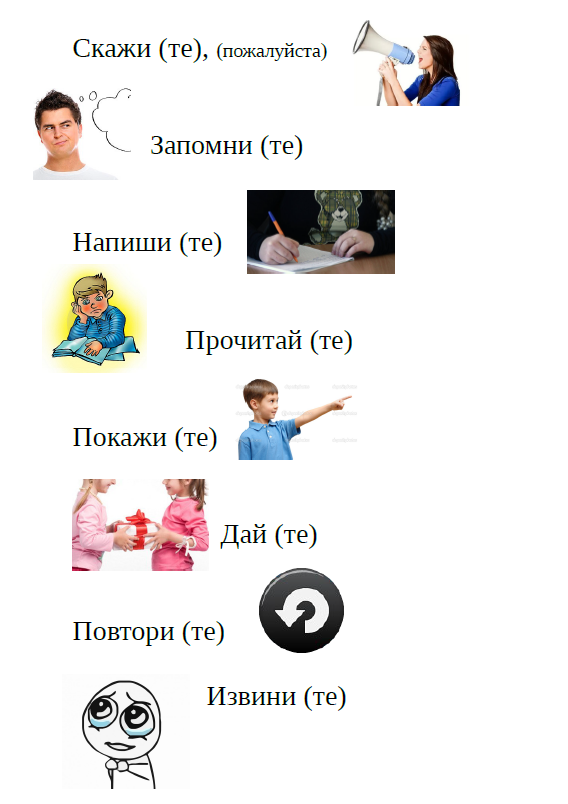 Скажи (те), (пожалуйста)
Запомни (те)
Напиши (те)
Прочитай (те)
Покажи (те)
Дай (те)
Повтори (те)
Извини (те)